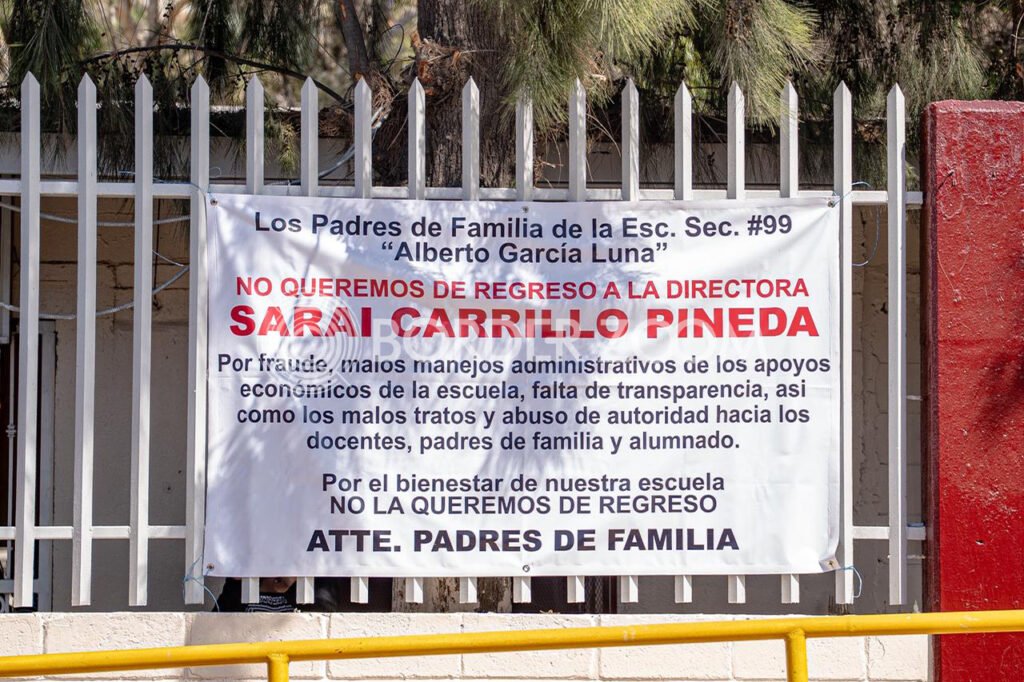 Los Padres de Familia de la Esc. Sec. #99
“Alberto García Luna”
NO QUEREMOS DE REGRESO A LA DIRECTORA
SARAI CARRILLO PINEDA
Por fraude, malos manejos administrativos de los apoyos
económicos de la escuela, falta de transparencia, asi
como los malos tratos y abuso de autoridad hacia los
docentes, padres de familia y alumnado.
Por el bienestar de nuestra escuela
NO LA QUEREMOS DE REGRESO
ATTE. PADRES DE FAMILIA